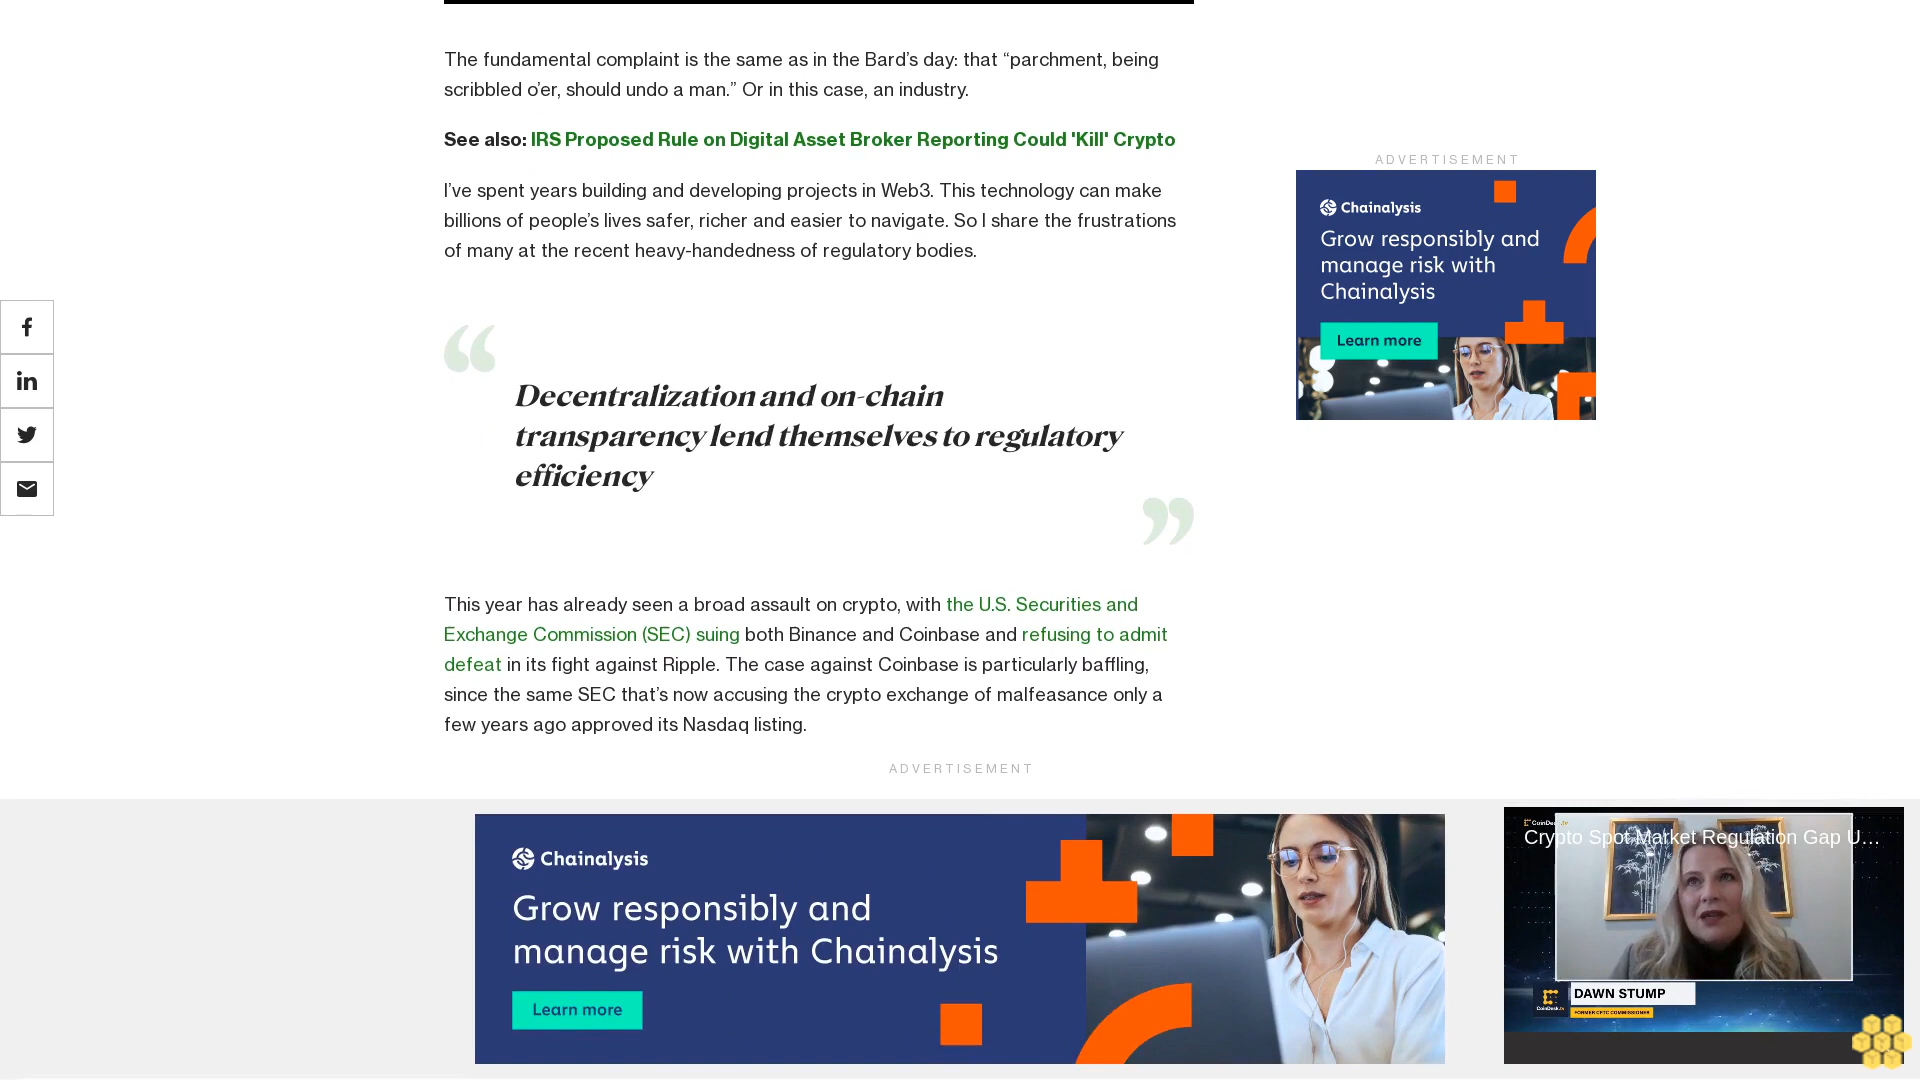 The fundamental complaint is the same as in the Bard’s day: that “parchment, being
scribbled o’er, should undo a man.” Or in this case, an industry.
See also: IRS Proposed Rule on Digital Asset Broker Reporting Could 'Kill' Crypto
I’ve spent years building and developing projects in Web3. This technology can make
billions of people’s lives safer, richer and easier to navigate. So I share the frustrations
of many at the recent heavy-handedness of regulatory bodies.
“
Decentralization and on-chain
transparency lend themselves to regulatory
efficiency
”
This year has already seen a broad assault on crypto, with the U.S. Securities and
Exchange Commission (SEC) suing both Binance and Coinbase and refusing to admit
defeat in its fight against Ripple. The case against Coinbase is particularly baffling,
since the same SEC that’s now accusing the crypto exchange of malfeasance only a
few years ago approved its Nasdaq listing.
ADVERTISEMENT
Chainalysis
Grow responsibly and
manage risk with
Chainalysis
Learn more
ADVERTISEMENT
Chainalysis
Grow responsibly and
manage risk with Chainalysis
Learn more
Crypto Spot Market Regulation Gap U...
DAWN STUMP
FORMER CFTC COMMISSIONER
CoinDesk.tv